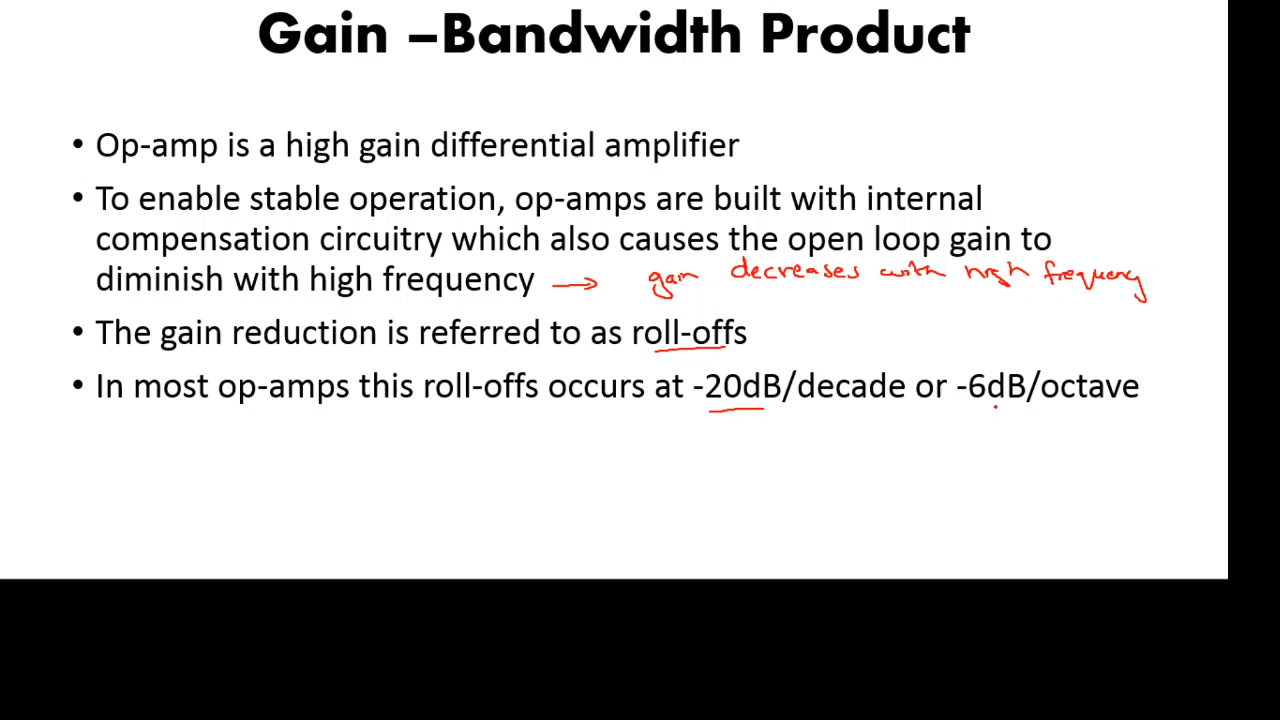 Gain –Bandwidth Product
• Op-amp is a high gain differential amplifier
• To enable stable operation, op-amps are built with internal
compensation circuitry which also causes the open loop gain to
diminish with high frequency → gain decreases with high frequency
• The gain reduction is referred to as roll-offs
• In most op-amps this roll-offs occurs at -20dB/decade or -6dB/octave